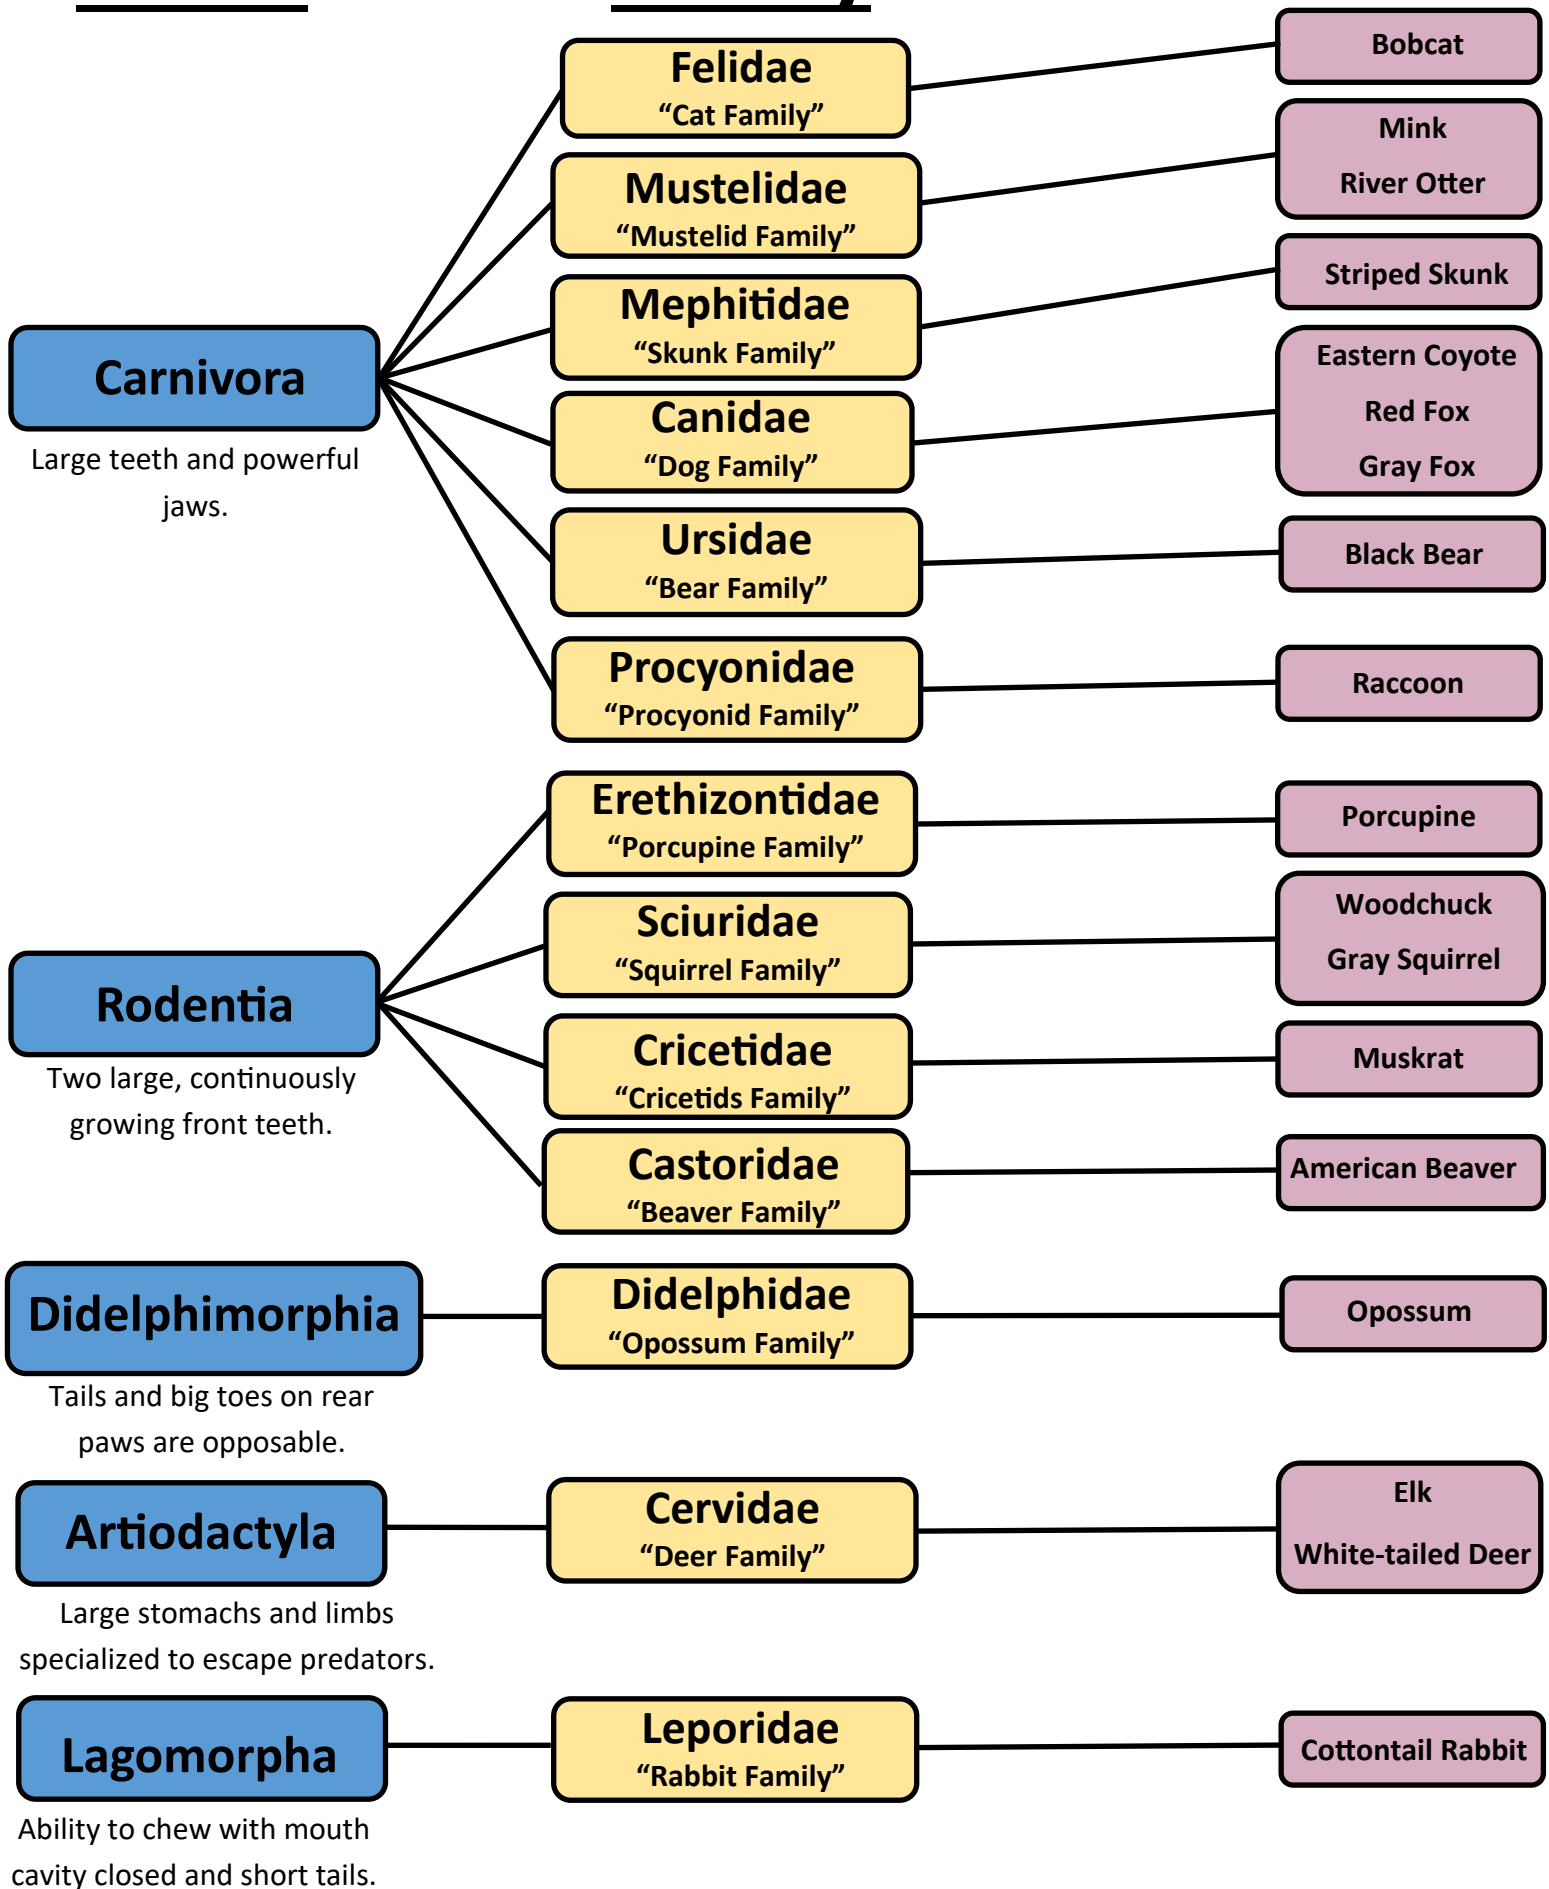 Felidae
“Cat Family”
Bobcat
Mustelidae
“Mustelid Family”
Mink
River Otter
Mephitidae
“Skunk Family”
Striped Skunk
Carnivora
Large teeth and powerful
jaws.
Canidae
“Dog Family”
Eastern Coyote
Red Fox
Gray Fox
Ursidae
“Bear Family”
Black Bear
Procyonidae
“Procyonid Family”
Raccoon
Erethizontidae
“Porcupine Family”
Porcupine
Sciuridae
“Squirrel Family”
Woodchuck
Gray Squirrel
Rodentia
Two large, continuously
growing front teeth.
Cricetidae
“Cricetids Family”
Muskrat
Castoridae
“Beaver Family”
American Beaver
Didelphimorphia
Tails and big toes on rear
paws are opposable.
Didelphidae
“Opossum Family”
Opossum
Artiodactyla
Large stomachs and limbs
specialized to escape predators.
Cervidae
“Deer Family”
Elk
White-tailed Deer
Lagomorpha
Ability to chew with mouth
cavity closed and short tails.
Leporidae
“Rabbit Family”
Cottontail Rabbit